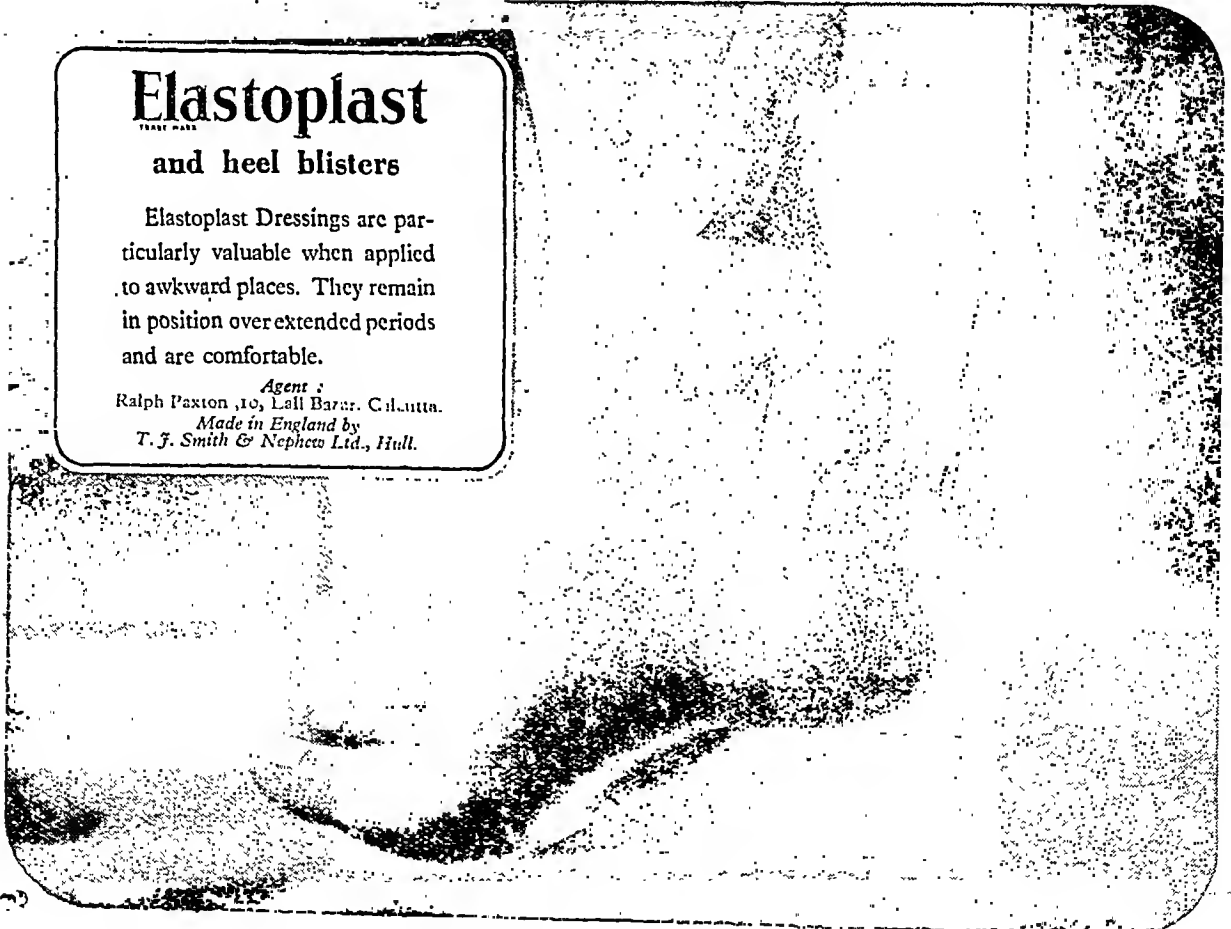 Elastoplast
TRADE MARK
and heel blisters
Elastoplast Dressings are par-
ticularly valuable when applied
to awkward places. They remain
in position over extended periods
and are comfortable.
Agent :
Ralph Paxton ,10, Lall Bazar. Calcutta.
Made in England by
T. J. Smith & Nephew Ltd., Hull.